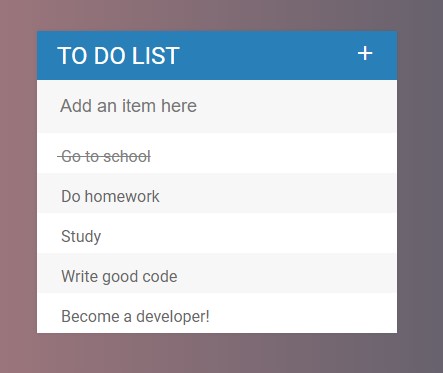 TO DO LIST +
Add an item here
Go to school
Do homework
Study
Write good code
Become a developer!